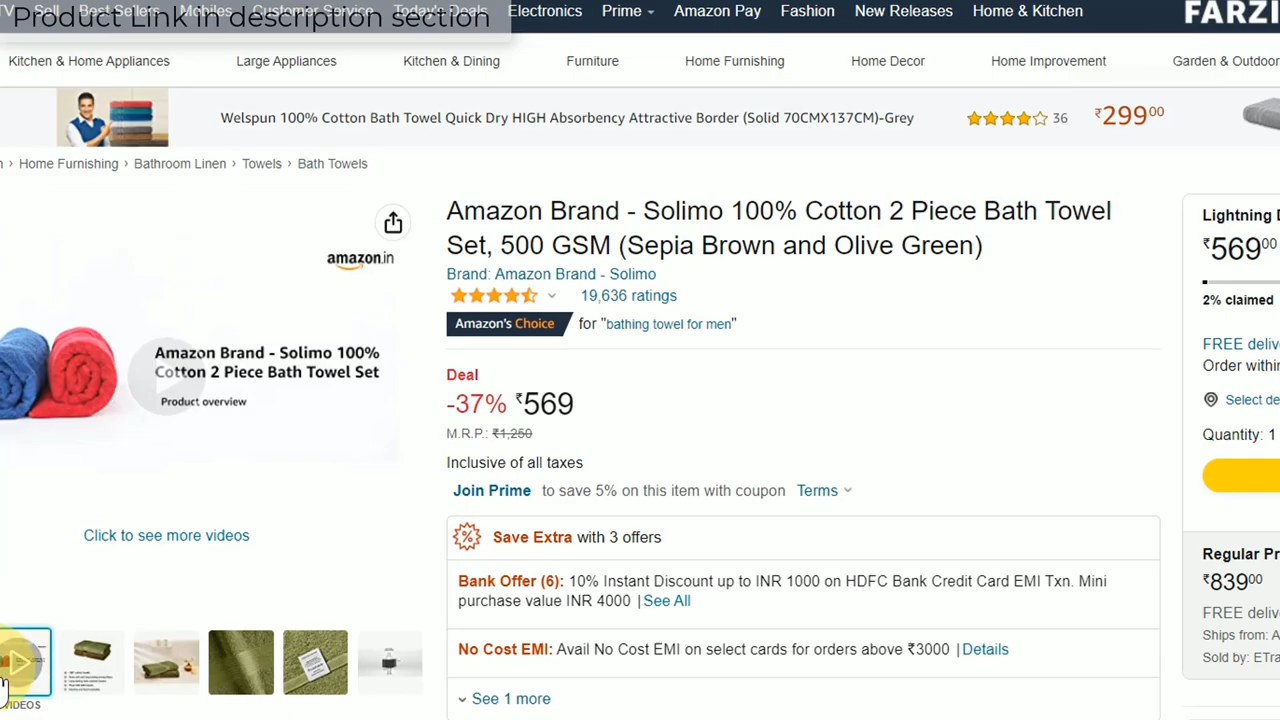 TV Sell Best Sellers Mobiles Customer Service Today's Deals Electronics Prime Amazon Pay Fashion New Releases Home & Kitchen
Product Link in description section
FARZI
Kitchen & Home Appliances Large Appliances Kitchen & Dining Furniture Home Furnishing Home Decor Home Improvement Garden & Outdoor
Welspun 100% Cotton Bath Towel Quick Dry HIGH Absorbency Attractive Border (Solid 70CMX137CM)-Grey 36 ₹29900
n › Home Furnishing › Bathroom Linen › Towels › Bath Towels
amazon.in
Amazon Brand - Solimo 100%
Cotton 2 Piece Bath Towel Set
Product overview
Click to see more videos
VIDEOS
Amazon Brand - Solimo 100% Cotton 2 Piece Bath Towel
Set, 500 GSM (Sepia Brown and Olive Green)
Brand: Amazon Brand - Solimo
19,636 ratings
Amazon's Choice for "bathing towel for men"
Deal
-37% ₹569
M.R.P.: ₹1,250
Inclusive of all taxes
Join Prime to save 5% on this item with coupon Terms
Save Extra with 3 offers
Bank Offer (6): 10% Instant Discount up to INR 1000 on HDFC Bank Credit Card EMI Txn. Mini
purchase value INR 4000 | See All
No Cost EMI: Avail No Cost EMI on select cards for orders above ₹3000 | Details
See 1 more
Lightning D
₹56900
2% claimed
FREE delive
Order within
Select de
Quantity: 1
Regular Pr
₹83900
FREE delive
Ships from: A
Sold by: ETra